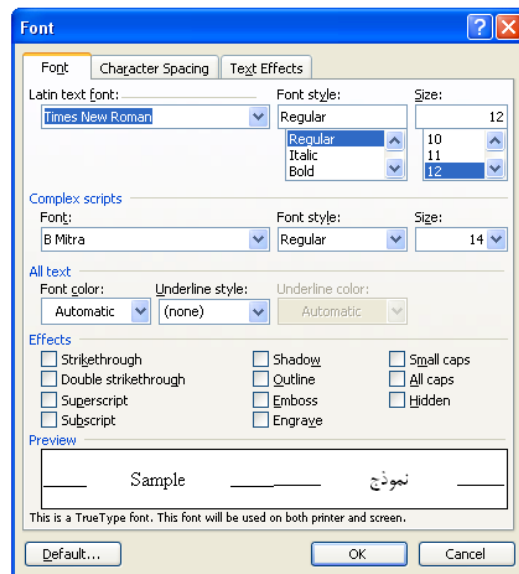 Font
Font Character Spacing Text Effects
Latin text font: Font style: Size:
Times New Roman Regular 12
Regular 10
Italic 11
Bold 12
Complex scripts
Font: Font style: Size:
B Mitra Regular 14
All text
Font color: Underline style: Underline color:
Automatic (none) Automatic
Effects
Strikethrough Shadow Small caps
Double strikethrough Outline All caps
Superscript Emboss Hidden
Subscript Engrave
Preview
Sample نموذج
This is a TrueType font. This font will be used on both printer and screen.
Default... OK Cancel